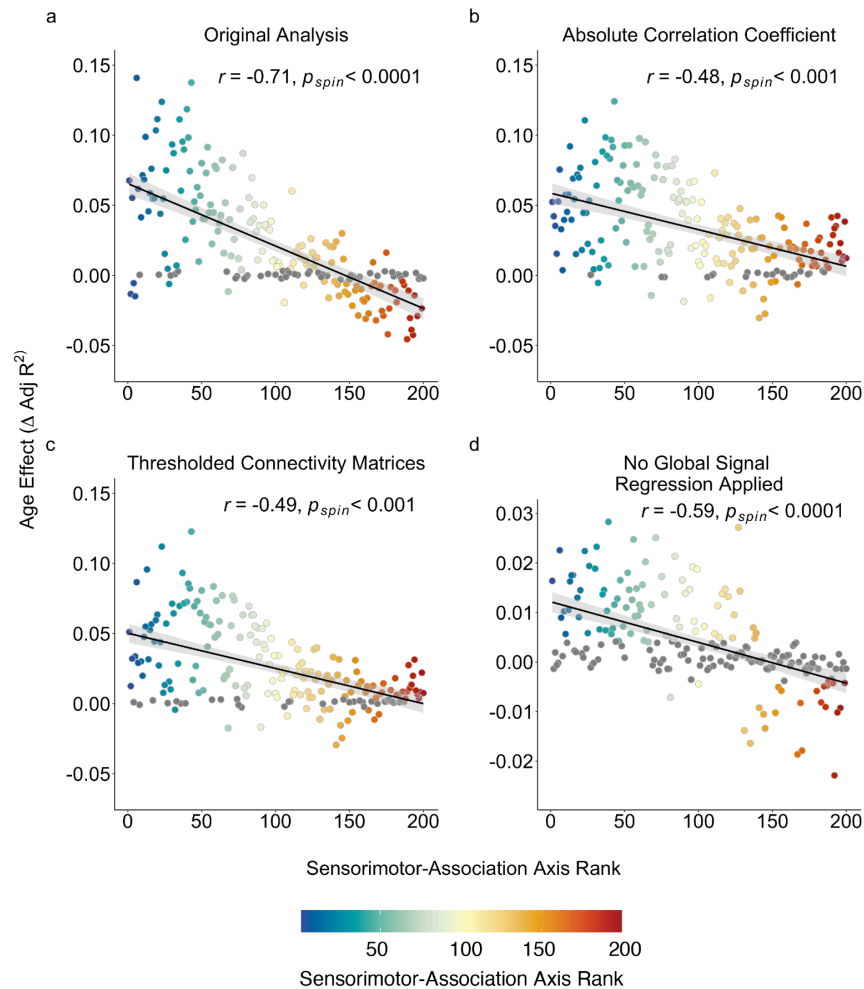 a
Original Analysis
r = -0.71, pspin < 0.0001
0.15
0.10
0.05
0.00
-0.05
0 50 100 150 200
b
Absolute Correlation Coefficient
r = -0.48, pspin < 0.001
0.15
0.10
0.05
0.00
-0.05
0 50 100 150 200
Age Effect (Δ Adj R²)
c
Thresholded Connectivity Matrices
r = -0.49, pspin < 0.001
0.15
0.10
0.05
0.00
-0.05
0 50 100 150 200
d
No Global Signal
Regression Applied
r = -0.59, pspin < 0.0001
0.03
0.02
0.01
0.00
-0.01
-0.02
0 50 100 150 200
Sensorimotor-Association Axis Rank
50 100 150 200
Sensorimotor-Association Axis Rank